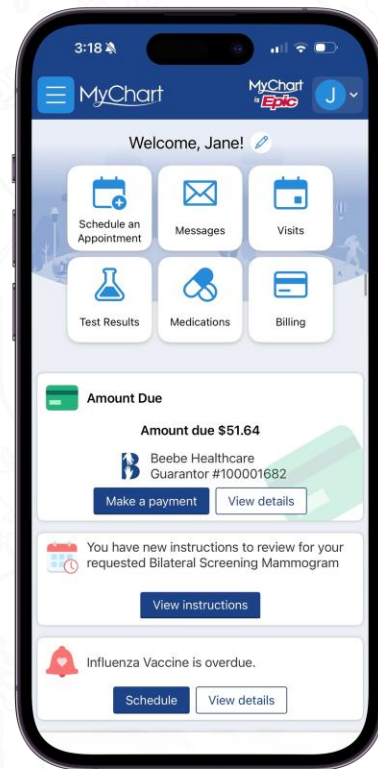 3:18
MyChart
MyChart
is Epic
J
Welcome, Jane!
Schedule an
Appointment
Messages
Visits
Test Results
Medications
Billing
Amount Due
Amount due $51.64
Beebe Healthcare
Guarantor #100001682
Make a payment
View details
You have new instructions to review for your
requested Bilateral Screening Mammogram
View instructions
Influenza Vaccine is overdue.
Schedule
View details